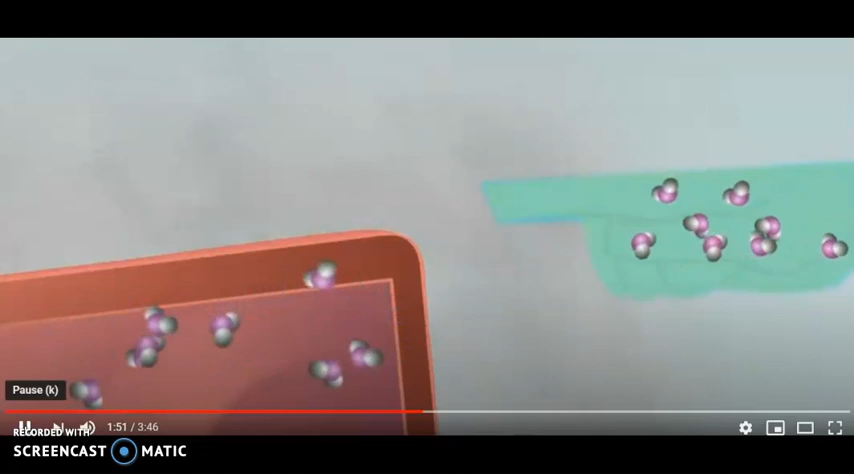 Pause (k)
1:51 / 3:46
RECORDED WITH
SCREENCAST MATIC